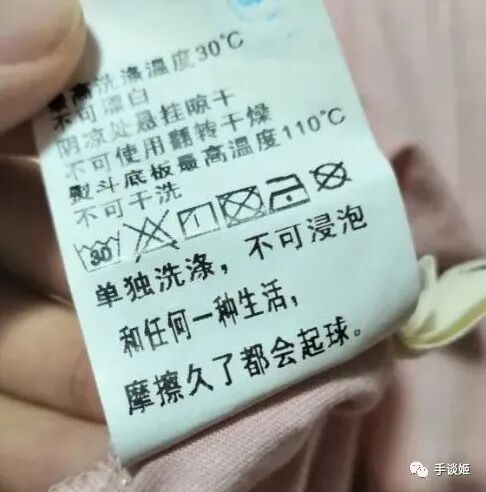 最高洗涤温度30℃
不可漂白
阴凉处悬挂晾干
不可使用翻转干燥
熨斗底板最高温度110℃
不可干洗
30
单独洗涤，不可浸泡
和任何一种生活，
摩擦久了都会起球。
手谈姬